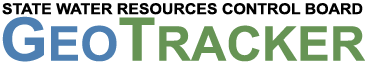 STATE WATER RESOURCES CONTROL BOARD
GEOTRACKER